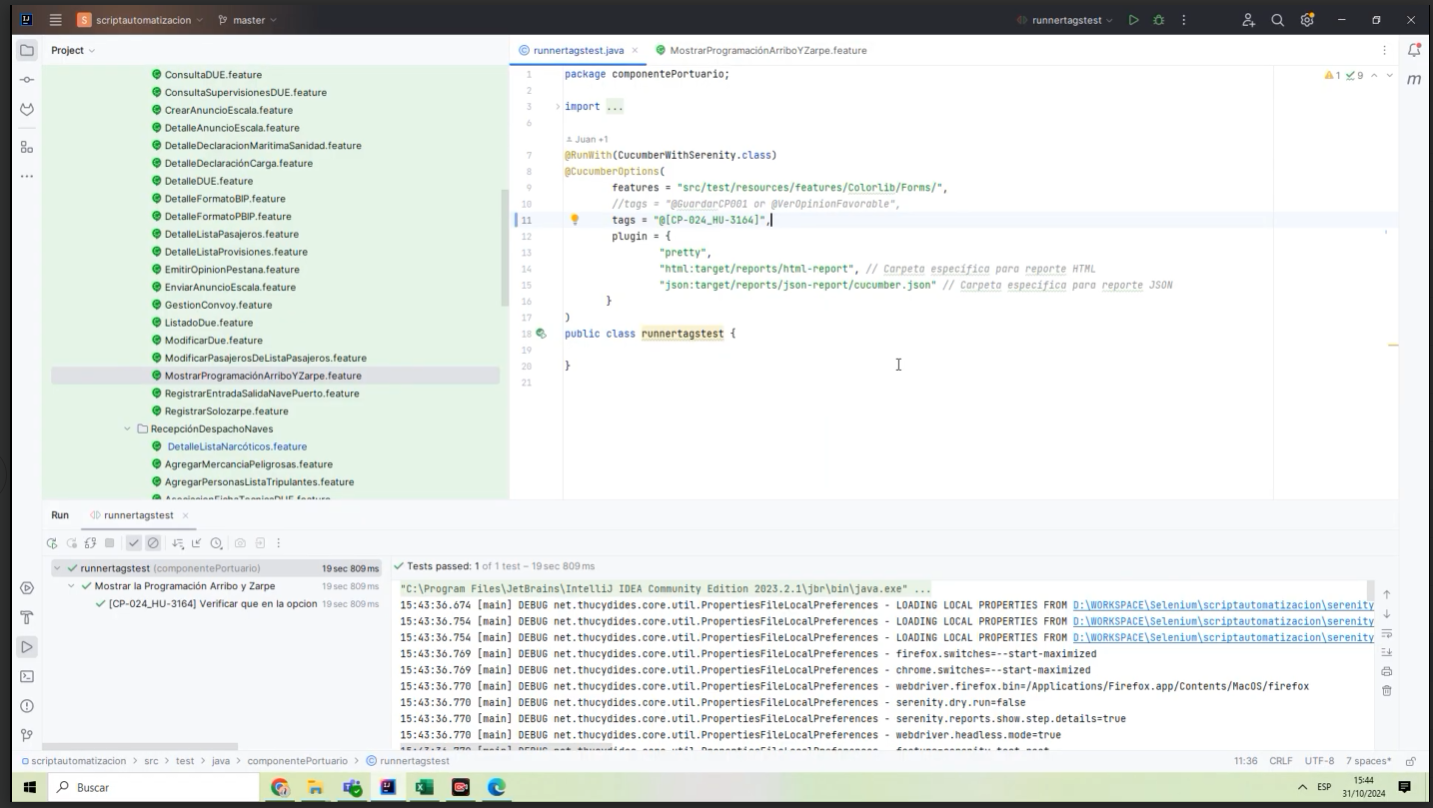 scriptautomatizacion
master
runnertagstest
Project
ConsultaDUE.feature
ConsultaSupervisionesDUE.feature
CrearAnuncioEscala.feature
DetalleAnuncioEscala.feature
DetalleDeclaracionMaritimaSanidad.feature
DetalleDeclaraciónCarga.feature
DetalleDUE.feature
DetalleFormatoBIP.feature
DetalleFormatoPBIP.feature
DetalleListaPasajeros.feature
DetalleListaProvisiones.feature
EmitirOpinionPestana.feature
EnviarAnuncioEscala.feature
GestionConvoy.feature
ListadoDue.feature
ModificarDue.feature
ModificarPasajerosDeListaPasajeros.feature
MostrarProgramaciónArriboYZarpe.feature
RegistrarEntradaSalidaNavePuerto.feature
RegistrarSolozarpe.feature
RecepciónDespachoNaves
DetalleListaNarcóticos.feature
AgregarMercanciaPeligrosas.feature
AgregarPersonasListaTripulantes.feature
AsociacionFichaTecnicaDUE.feature
runnertagstest.java
MostrarProgramaciónArriboYZarpe.feature
1 9
1 package componentePortuario;
2
3 import ...
6
Juan +1
7 @RunWith(CucumberWithSerenity.class)
8 @CucumberOptions(
9 features = "src/test/resources/features/Colorlib/Forms/",
10 //tags = "@GuardarCP001 or @VerOpinionFavorable",
11 tags = "@[CP-024_HU-3164]",
12 plugin = {
13 "pretty",
14 "html:target/reports/html-report", // Carpeta específica para reporte HTML
15 "json:target/reports/json-report/cucumber.json" // Carpeta específica para reporte JSON
16 }
17 )
18 public class runnertagstest {
19
20 }
21
Run runnertagstest
runnertagstest (componentePortuario) 19 sec 809 ms
Mostrar la Programación Arribo y Zarpe 19 sec 809 ms
[CP-024_HU-3164] Verificar que en la opcion 19 sec 809 ms
Tests passed: 1 of 1 test – 19 sec 809 ms
"C:\Program Files\JetBrains\IntelliJ IDEA Community Edition 2023.2.1\jbr\bin\java.exe" ...
15:43:36.674 [main] DEBUG net.thucydides.core.util.PropertiesFileLocalPreferences - LOADING LOCAL PROPERTIES FROM D:\WORKSPACE\Selenium\scriptautomatizacion\serenity
15:43:36.754 [main] DEBUG net.thucydides.core.util.PropertiesFileLocalPreferences - LOADING LOCAL PROPERTIES FROM D:\WORKSPACE\Selenium\scriptautomatizacion\serenity
15:43:36.754 [main] DEBUG net.thucydides.core.util.PropertiesFileLocalPreferences - LOADING LOCAL PROPERTIES FROM D:\WORKSPACE\Selenium\scriptautomatizacion\serenity
15:43:36.769 [main] DEBUG net.thucydides.core.util.PropertiesFileLocalPreferences - firefox.switches=--start-maximized
15:43:36.769 [main] DEBUG net.thucydides.core.util.PropertiesFileLocalPreferences - chrome.switches=--start-maximized
15:43:36.770 [main] DEBUG net.thucydides.core.util.PropertiesFileLocalPreferences - webdriver.firefox.bin=/Applications/Firefox.app/Contents/MacOS/firefox
15:43:36.770 [main] DEBUG net.thucydides.core.util.PropertiesFileLocalPreferences - serenity.dry.run=false
15:43:36.770 [main] DEBUG net.thucydides.core.util.PropertiesFileLocalPreferences - serenity.reports.show.step.details=true
15:43:36.770 [main] DEBUG net.thucydides.core.util.PropertiesFileLocalPreferences - webdriver.headless.mode=true
scriptautomatizacion > src > test > java > componentePortuario > runnertagstest
11:36 CRLF UTF-8 7 spaces*
Buscar
ESP
15:44
31/10/2024